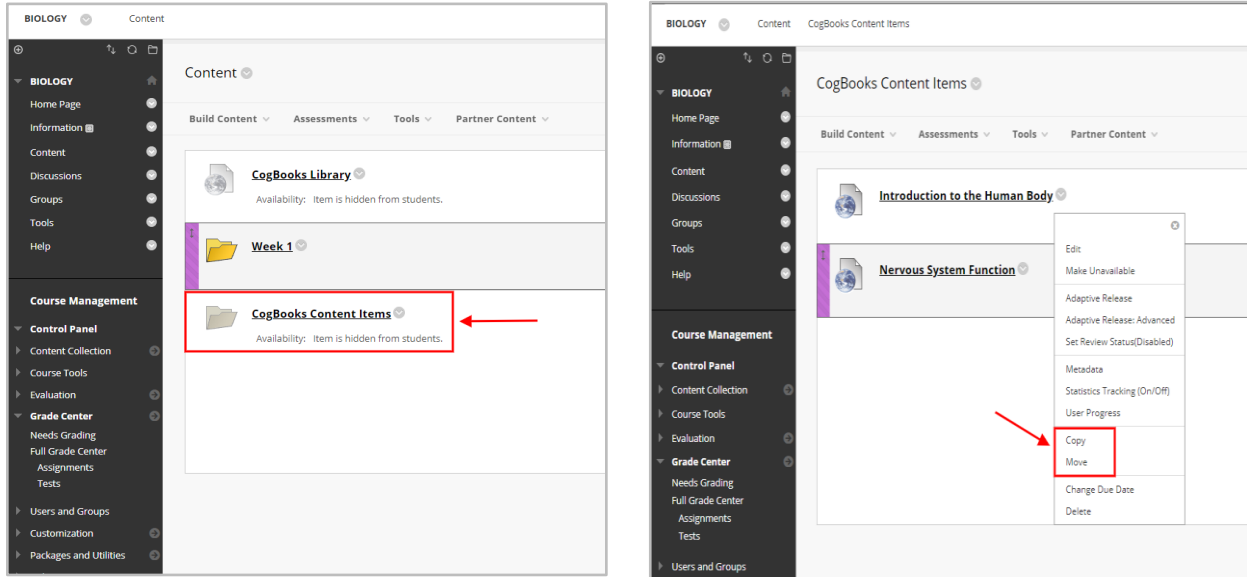 BIOLOGY Content
BIOLOGY
Home Page
Information
Content
Discussions
Groups
Tools
Help
Course Management
Control Panel
Content Collection
Course Tools
Evaluation
Grade Center
Needs Grading
Full Grade Center
Assignments
Tests
Users and Groups
Customization
Packages and Utilities
Content
Build Content Assessments Tools Partner Content
CogBooks Library
Availability: Item is hidden from students.
Week 1
CogBooks Content Items
Availability: Item is hidden from students.
BIOLOGY Content CogBooks Content Items
BIOLOGY
Home Page
Information
Content
Discussions
Groups
Tools
Help
Course Management
Control Panel
Content Collection
Course Tools
Evaluation
Grade Center
Needs Grading
Full Grade Center
Assignments
Tests
Users and Groups
CogBooks Content Items
Build Content Assessments Tools Partner Content
Introduction to the Human Body
Nervous System Function
Edit
Make Unavailable
Adaptive Release
Adaptive Release: Advanced
Set Review Status(Disabled)
Metadata
Statistics Tracking (On/Off)
User Progress
Copy
Move
Change Due Date
Delete